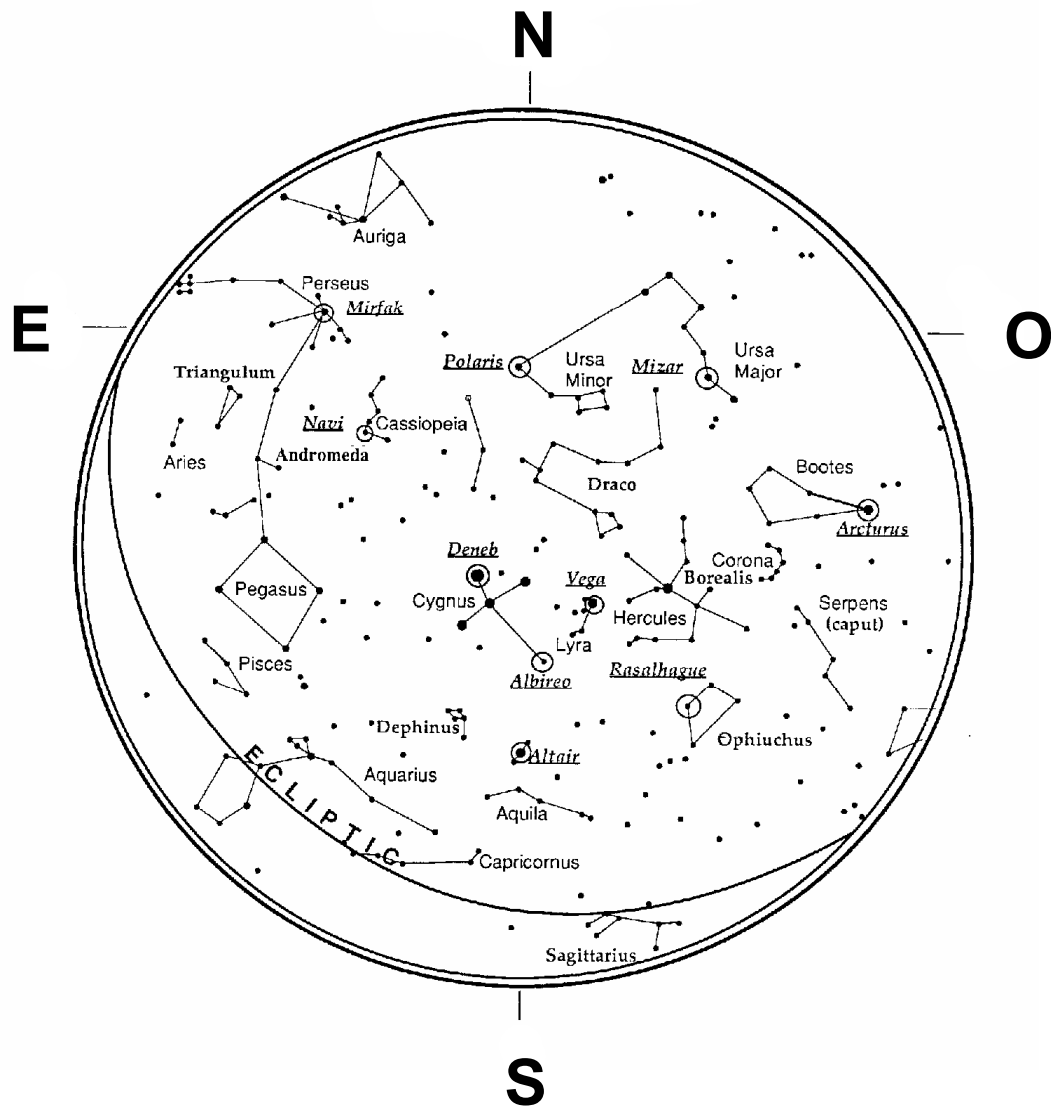 N
Auriga
Perseus
Mirfak
E
O
Polaris
Ursa
Minor
Mizar
Ursa
Major
Triangulum
Navi
Cassiopeia
Aries
Andromeda
Draco
Bootes
Arcturus
Deneb
Vega
Corona
Borealis
Pegasus
Cygnus
Hercules
Serpens
(caput)
Lyra
Pisces
Albireo
Rasalhague
Dephinus
Altair
Ophiuchus
Aquarius
ECLIPTIC
Aquila
Capricornus
Sagittarius
S